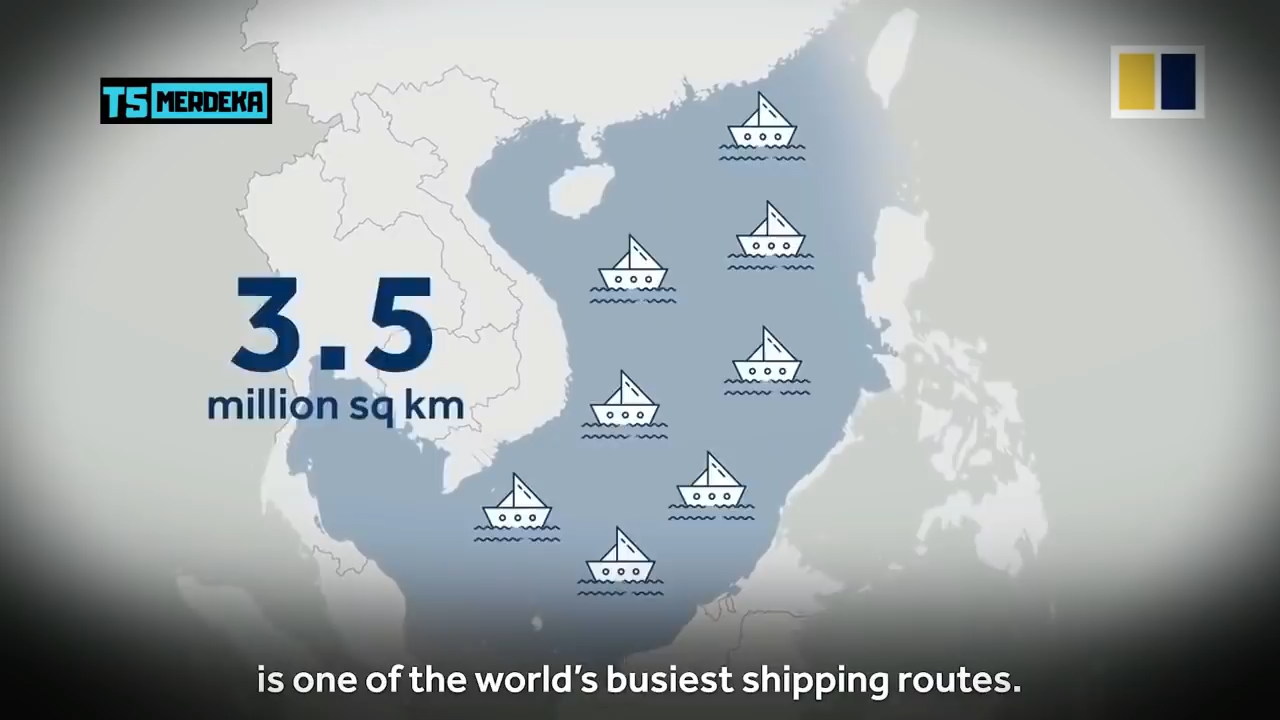 T5 MERDEKA
3.5
million sq km
is one of the world's busiest shipping routes.